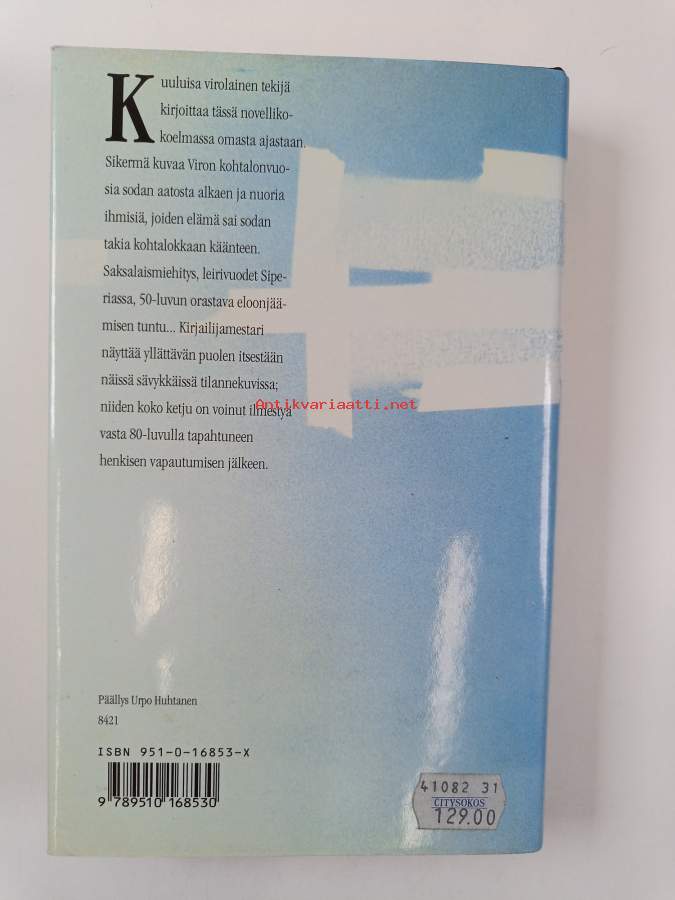 Kuuluisa virolainen tekijä
kirjoittaa tässä novelliko-
koelmassa omasta ajastaan.
Sikermä kuvaa Viron kohtalonvuo-
sia sodan aatosta alkaen ja nuoria
ihmisiä, joiden elämä sai sodan
takia kohtalokkaan käänteen.
Saksalaismiehitys, leirivuodet Sipe-
riassa, 50-luvun orastava eloonjää-
misen tuntu... Kirjailijamestari
näyttää yllättävän puolen itsestään
näissä sävykkäissä tilannekuvissa;
niiden koko ketju on voinut ilmestyä
Antikvariaatti.net
vasta 80-luvulla tapahtuneen
henkisen vapautumisen jälkeen.
Päällys Urpo Huhtanen
8421
ISBN 951-0-16853-X
9 789510 168530
41082 31
CITYSOKOS
129.00